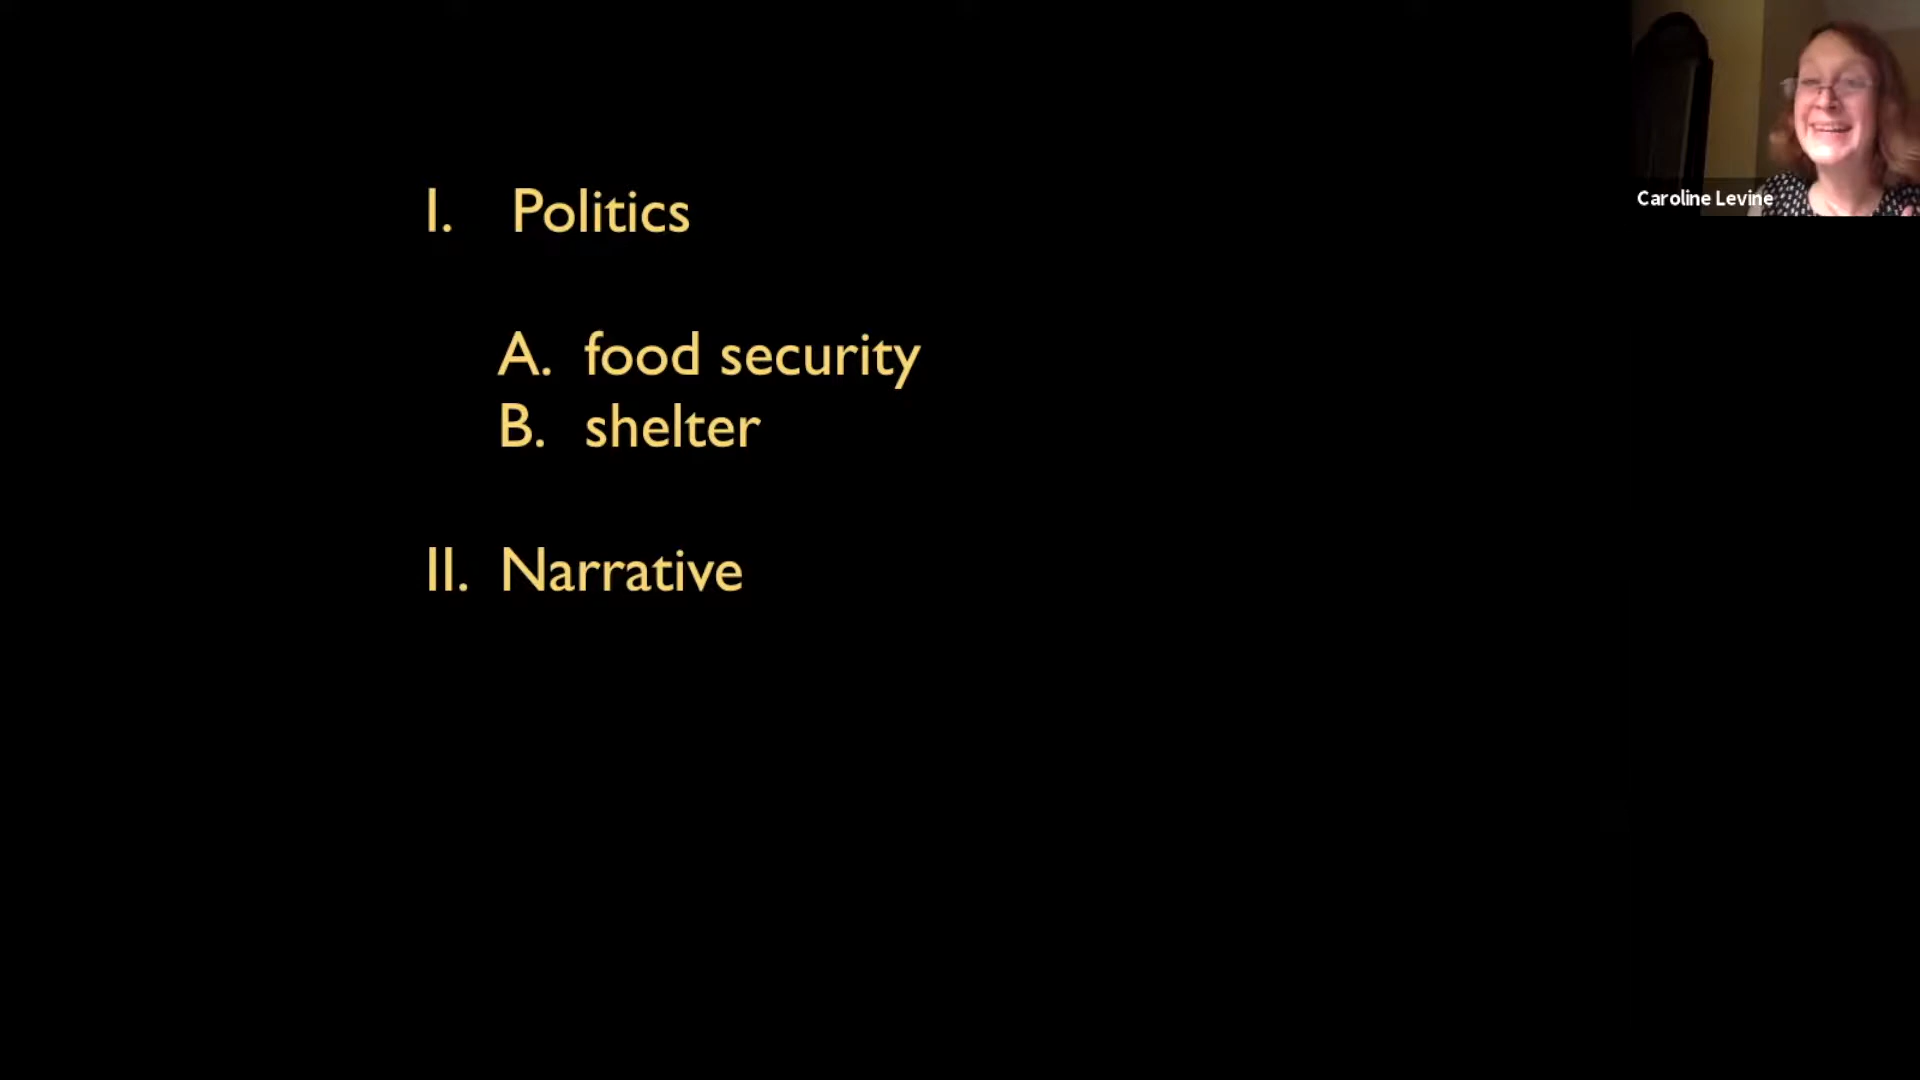 I. Politics
A. food security
B. shelter
II. Narrative
Caroline Levine